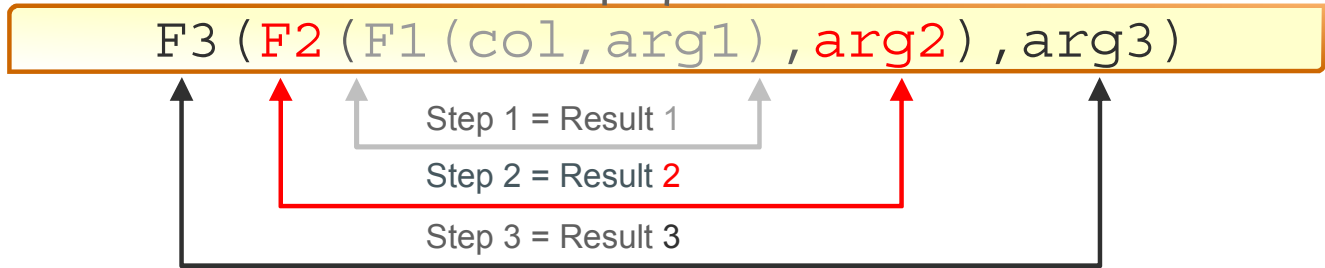 F3(F2(F1(col,arg1),arg2),arg3)
Step 1 = Result 1
Step 2 = Result 2
Step 3 = Result 3